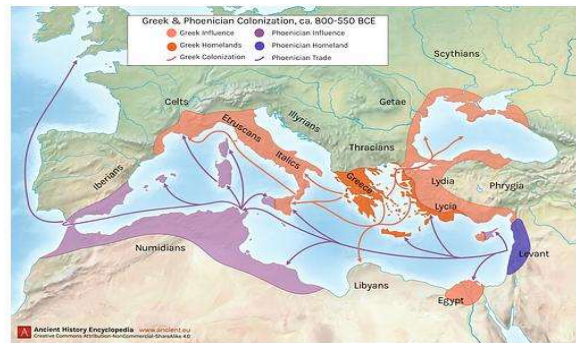 Greek & Phoenician Colonization, ca. 800-550 BCE
Greek Influence
Phoenician Influence
Greek Homelands
Phoenician Homeland
Greek Colonization
Phoenician Trade
Scythians
Celts
Getae
Illyrians
Etruscans
Thracians
Italics
Iberians
Greece
Lydia
Phrygia
Lycia
Numidians
Levant
Libyans
Egypt
Ancient History Encyclopedia www.ancient.eu
Creative Commons Attribution-NonCommercial-ShareAlike 4.0